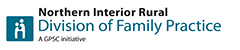 Northern Interior Rural
Division of Family Practice
A GPSC initiative